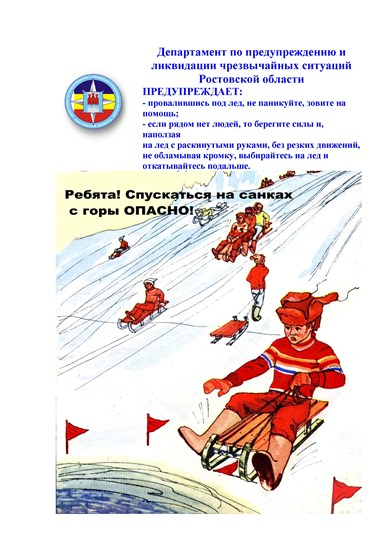 Департамент по предупреждению и
ликвидации чрезвычайных ситуаций
Ростовской области
ПРЕДУПРЕЖДАЕТ:
- провалившись под лед, не паникуйте, зовите на
помощь;
- если рядом нет людей, то берегите силы и,
наползая
на лед с раскинутыми руками, без резких движений,
не обламывая кромку, выбирайтесь на лед и
откатывайтесь подальше.
Ребята! Спускаться на санках
с горы ОПАСНО!